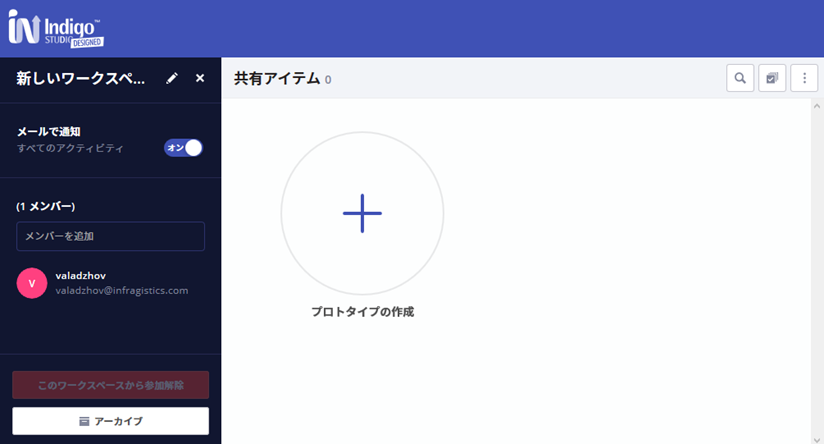 Indigo™
STUDIO DESIGNED
新しいワークスペ...
共有アイテム 0
メールで通知
すべてのアクティビティ
オン
(1 メンバー)
メンバーを追加
V
valadzhov
valadzhov@infragistics.com
プロトタイプの作成
このワークスペースから参加解除
アーカイブ